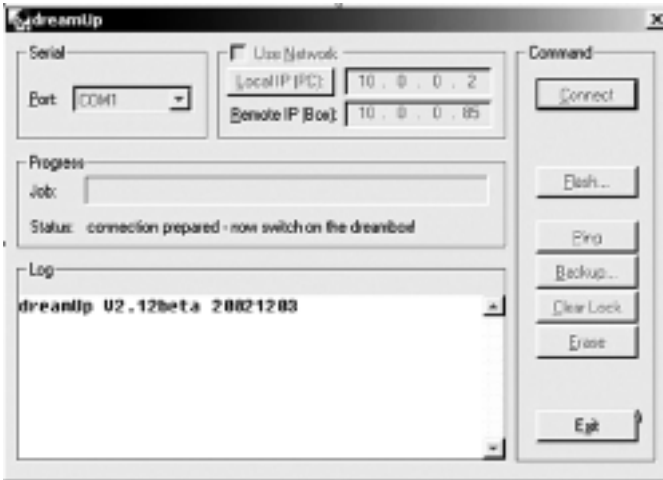 dreamUp
Serial
Port: COM1
Use Network
Local IP (PC): 10 . 0 . 0 . 2
Remote IP (Box): 10 . 0 . 0 . 85
Command
Connect
Flash...
Ping
Backup...
Clear Lock
Erase
Exit
Progress
Job:
Status: connection prepared - now switch on the dreambox!
Log
dreamUp V2.12beta 20021203